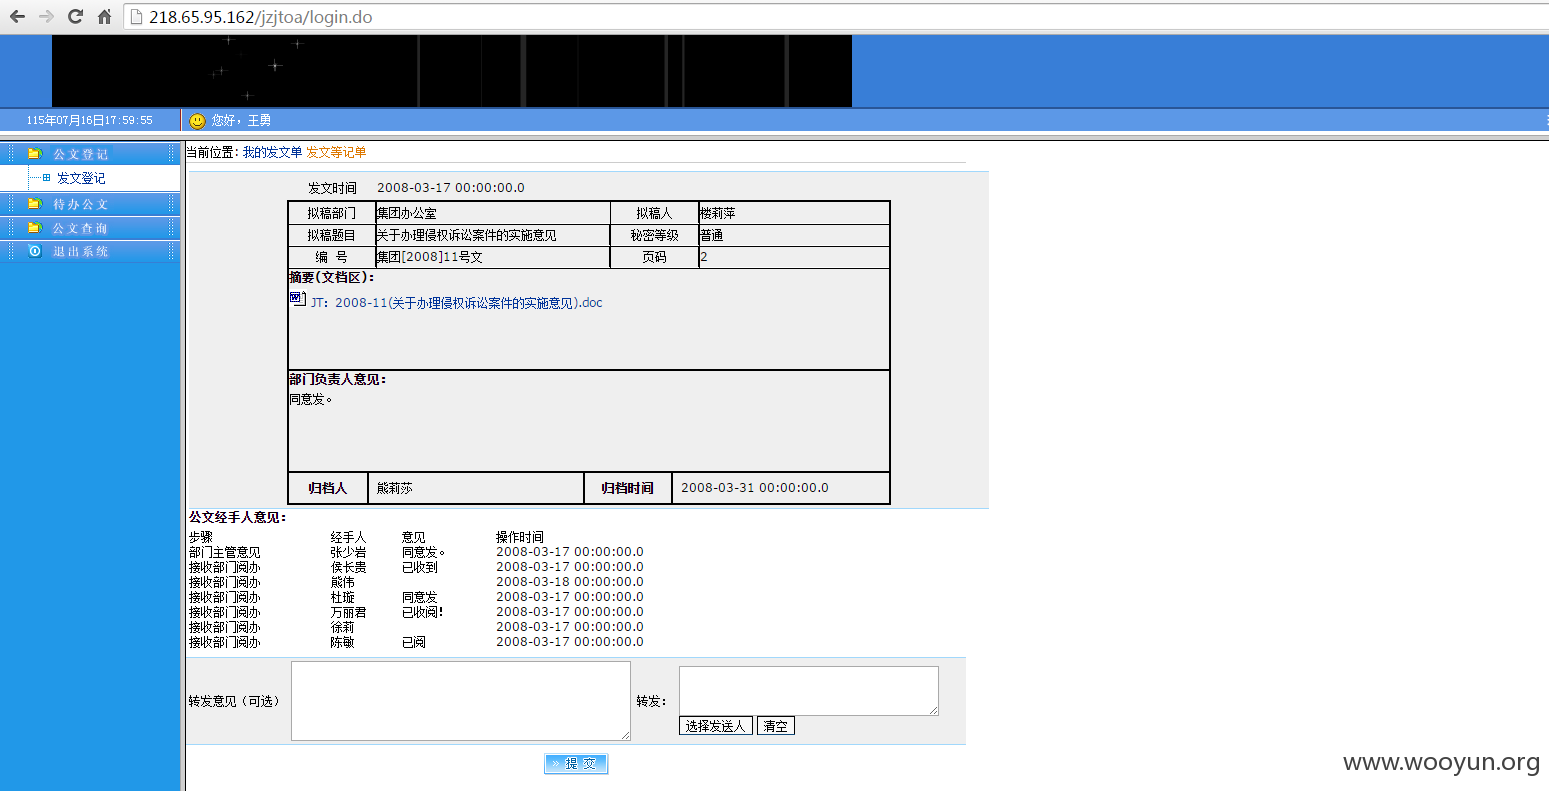 218.65.95.162/jzjtoa/login.do
115年07月16日17:59:55 您好，王勇
公文登记
发文登记
待办公文
公文查询
退出系统
当前位置：我的发文单 发文等记单
发文时间 2008-03-17 00:00:00.0
拟稿部门 集团办公室 拟稿人 楼莉萍
拟稿题目 关于办理侵权诉讼案件的实施意见 秘密等级 普通
编 号 集团[2008]11号文 页码 2
摘要(文档区)：
JT：2008-11(关于办理侵权诉讼案件的实施意见).doc
部门负责人意见：
同意发。
归档人 熊莉莎 归档时间 2008-03-31 00:00:00.0
公文经手人意见：
步骤 经手人 意见 操作时间
部门主管意见 张少岩 同意发。 2008-03-17 00:00:00.0
接收部门阅办 侯长贵 已收到 2008-03-17 00:00:00.0
接收部门阅办 熊伟 2008-03-18 00:00:00.0
接收部门阅办 杜璇 同意发 2008-03-17 00:00:00.0
接收部门阅办 万丽君 已收阅! 2008-03-17 00:00:00.0
接收部门阅办 徐莉 2008-03-17 00:00:00.0
接收部门阅办 陈敏 已阅 2008-03-17 00:00:00.0
转发意见（可选） 转发：
选择发送人 清空
» 提 交
www.wooyun.org